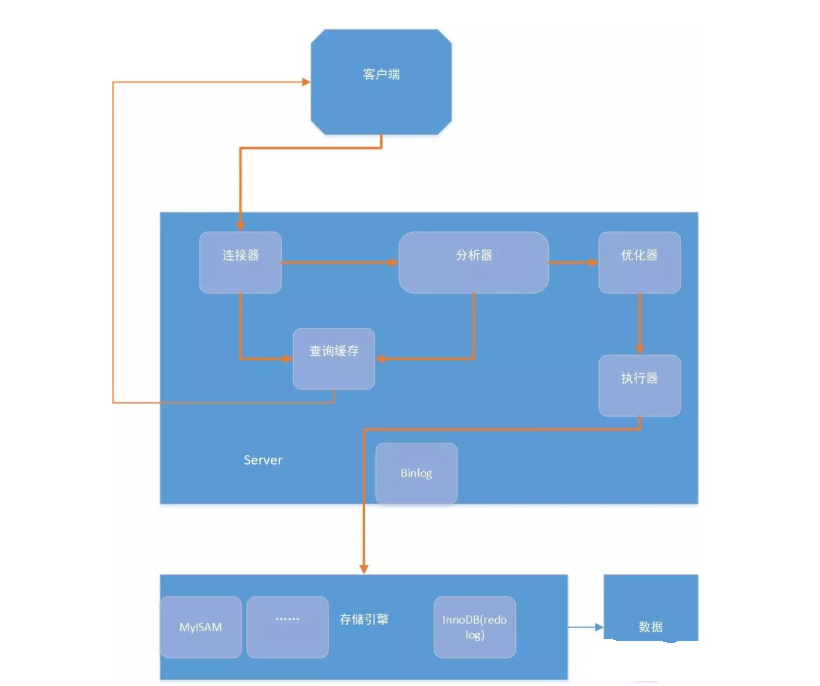 客户端
连接器
分析器
优化器
查询缓存
执行器
Server
Binlog
MyISAM
······
存储引擎
InnoDB(redo
log)
数据